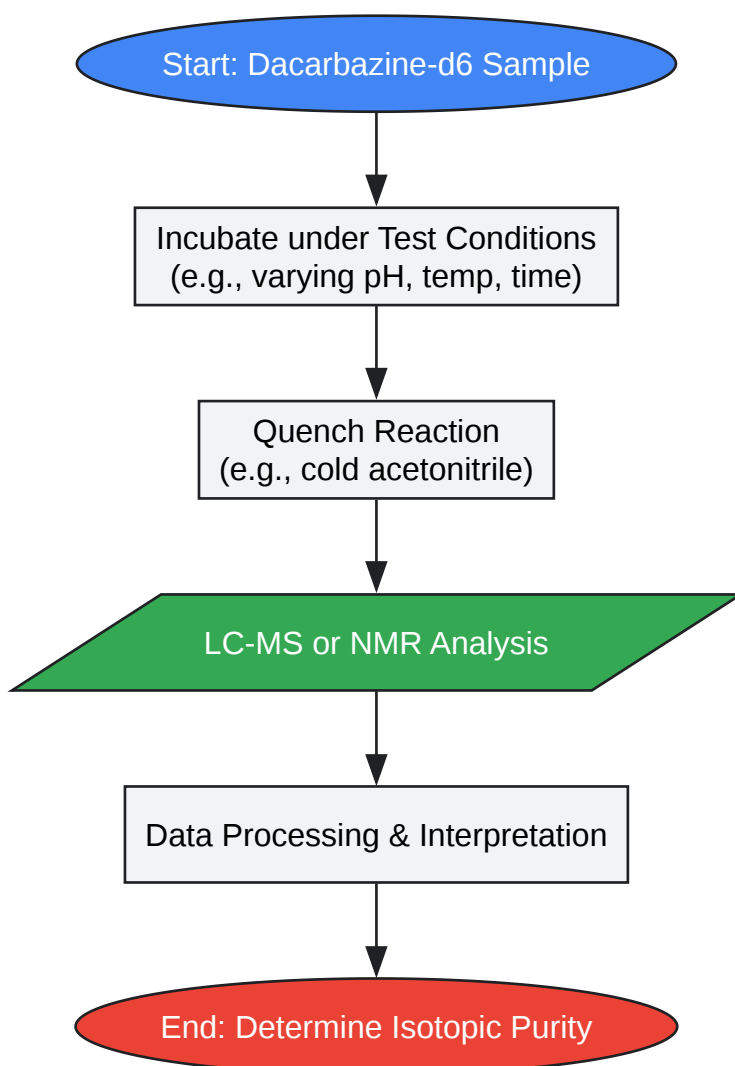 Start: Dacarbazine-d6 Sample
Incubate under Test Conditions
(e.g., varying pH, temp, time)
Quench Reaction
(e.g., cold acetonitrile)
LC-MS or NMR Analysis
Data Processing & Interpretation
End: Determine Isotopic Purity